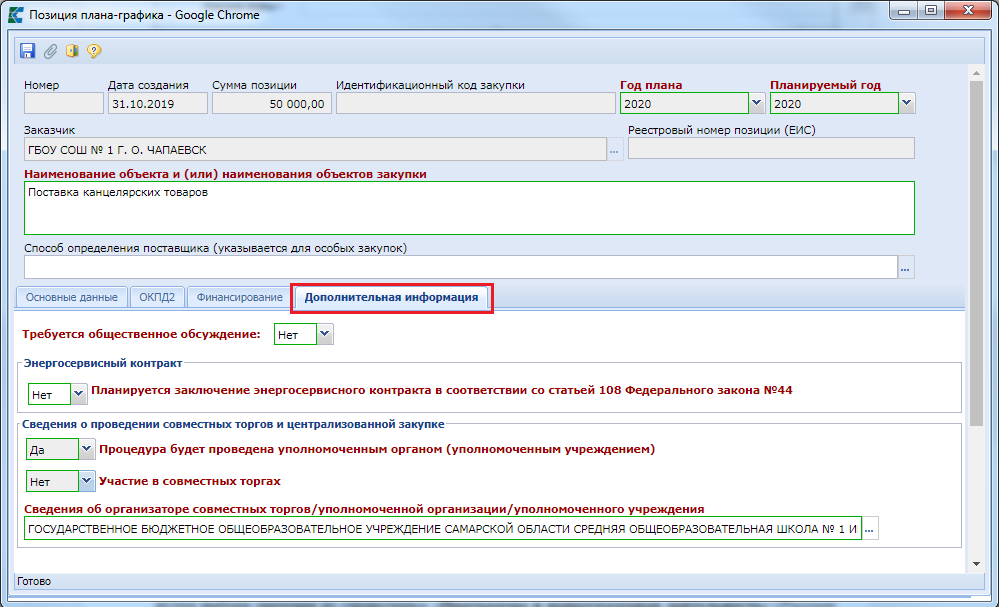 Позиция плана-графика - Google Chrome
Номер Дата создания Сумма позиции Идентификационный код закупки Год плана Планируемый год
31.10.2019 50 000,00 2020 2020
Заказчик Реестровый номер позиции (ЕИС)
ГБОУ СОШ № 1 Г. О. ЧАПАЕВСК ...
Наименование объекта и (или) наименования объектов закупки
Поставка канцелярских товаров
Способ определения поставщика (указывается для особых закупок)
...
Основные данные ОКПД2 Финансирование Дополнительная информация
Требуется общественное обсуждение: Нет
Энергосервисный контракт
Нет Планируется заключение энергосервисного контракта в соответствии со статьей 108 Федерального закона №44
Сведения о проведении совместных торгов и централизованной закупке
Да Процедура будет проведена уполномоченным органом (уполномоченным учреждением)
Нет Участие в совместных торгах
Сведения об организаторе совместных торгов/уполномоченной организации/уполномоченного учреждения
ГОСУДАРСТВЕННОЕ БЮДЖЕТНОЕ ОБЩЕОБРАЗОВАТЕЛЬНОЕ УЧРЕЖДЕНИЕ САМАРСКОЙ ОБЛАСТИ СРЕДНЯЯ ОБЩЕОБРАЗОВАТЕЛЬНАЯ ШКОЛА № 1 И ...
Готово